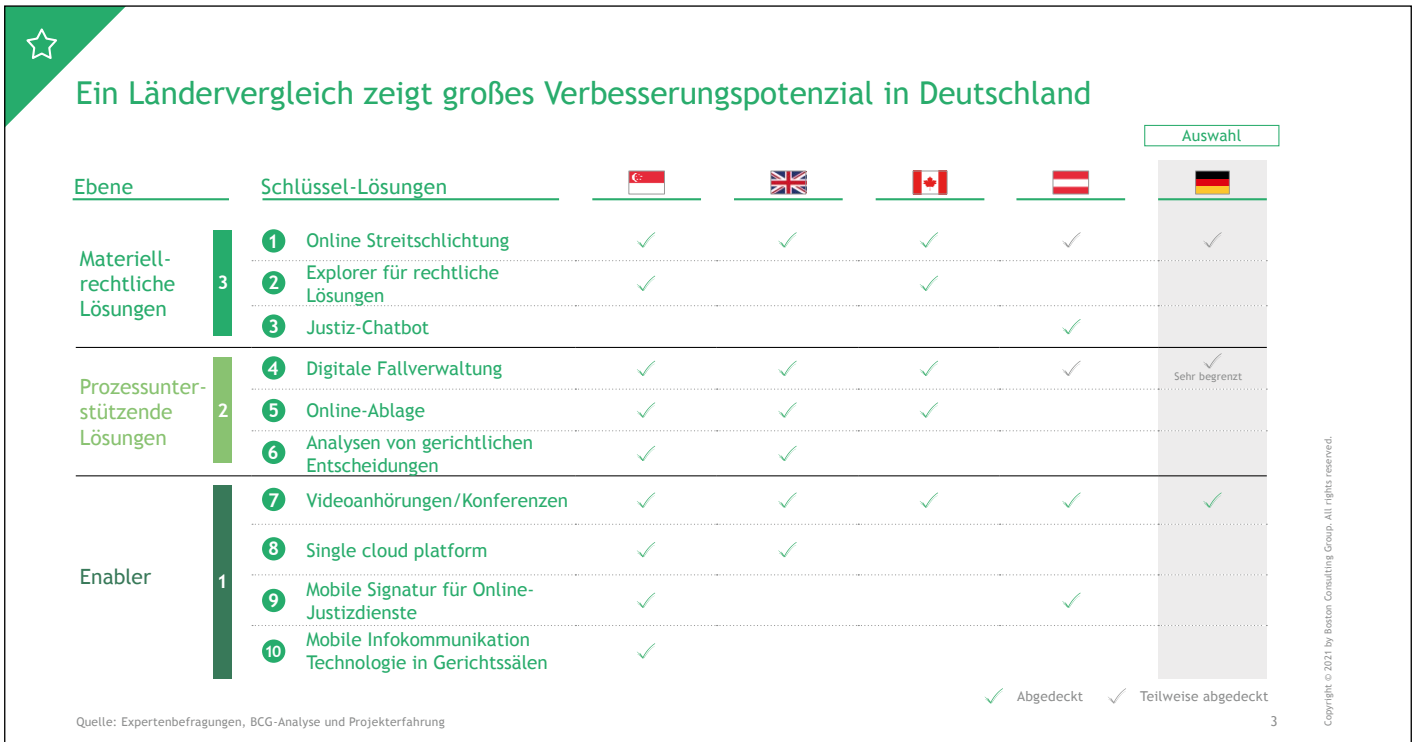 Ein Ländervergleich zeigt großes Verbesserungspotenzial in Deutschland
Auswahl
Ebene
Schlüssel-Lösungen
Materiell-
rechtliche
Lösungen
3
1 Online Streitschlichtung
2 Explorer für rechtliche
Lösungen
3 Justiz-Chatbot
Prozessunter-
stützende
Lösungen
2
4 Digitale Fallverwaltung
Sehr begrenzt
5 Online-Ablage
6 Analysen von gerichtlichen
Entscheidungen
Enabler
1
7 Videoanhörungen/Konferenzen
8 Single cloud platform
9 Mobile Signatur für Online-
Justizdienste
10 Mobile Infokommunikation
Technologie in Gerichtssälen
Abgedeckt
Teilweise abgedeckt
Quelle: Expertenbefragungen, BCG-Analyse und Projekterfahrung
3
Copyright © 2021 by Boston Consulting Group. All rights reserved.